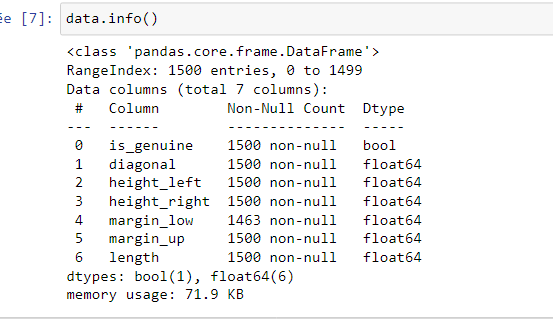 ée [7]: data.info()
<class 'pandas.core.frame.DataFrame'>
RangeIndex: 1500 entries, 0 to 1499
Data columns (total 7 columns):
 #   Column        Non-Null Count  Dtype
---  ------        --------------  -----
 0   is_genuine    1500 non-null   bool
 1   diagonal      1500 non-null   float64
 2   height_left   1500 non-null   float64
 3   height_right  1500 non-null   float64
 4   margin_low    1463 non-null   float64
 5   margin_up     1500 non-null   float64
 6   length        1500 non-null   float64
dtypes: bool(1), float64(6)
memory usage: 71.9 KB